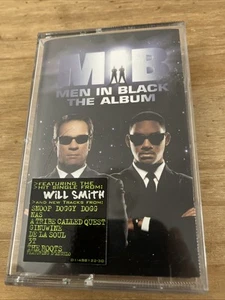 MIB
MEN IN BLACK
THE ALBUM
>FEATURING THE
>HIT SINGLE FROM:
WILL SMITH
>AND NEW TRACKS FROM:
SNOOP DOGGY DOGG
NAS
A TRIBE CALLED QUEST
GINUWINE
DE LA SOUL
3T
THE ROOTS